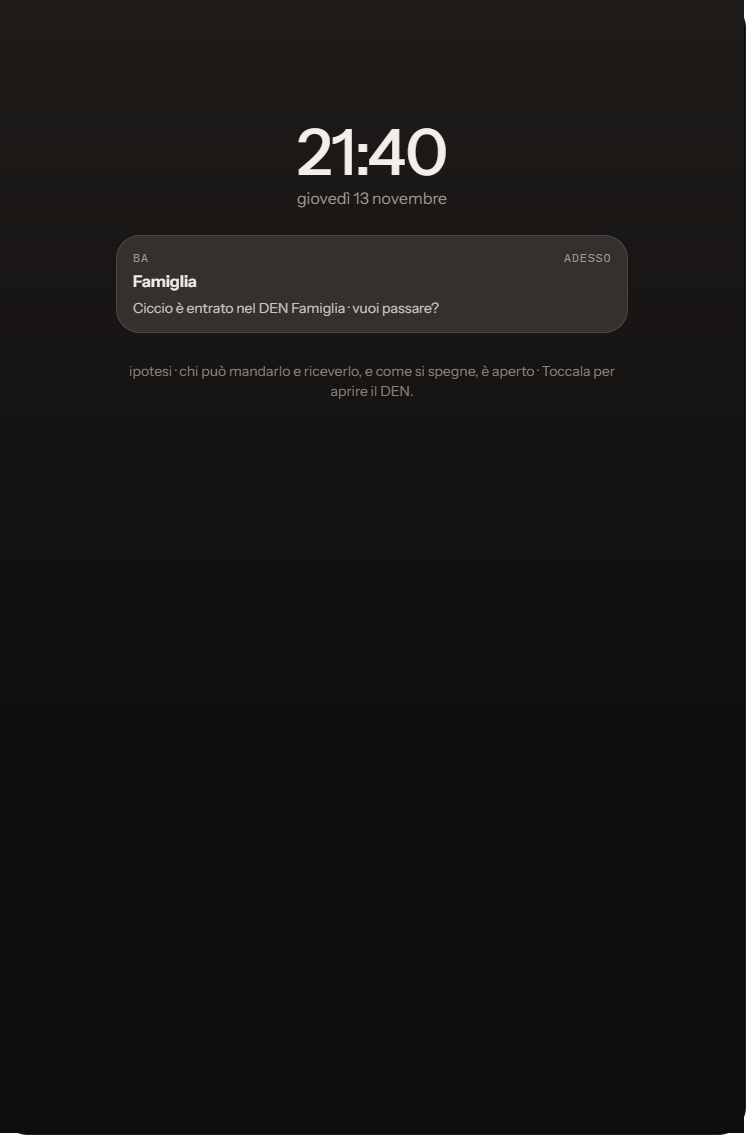 21:40
giovedì 13 novembre
BA ADESSO
Famiglia
Ciccio è entrato nel DEN Famiglia · vuoi passare?
ipotesi · chi può mandarlo e riceverlo, e come si spegne, è aperto · Toccala per
aprire il DEN.